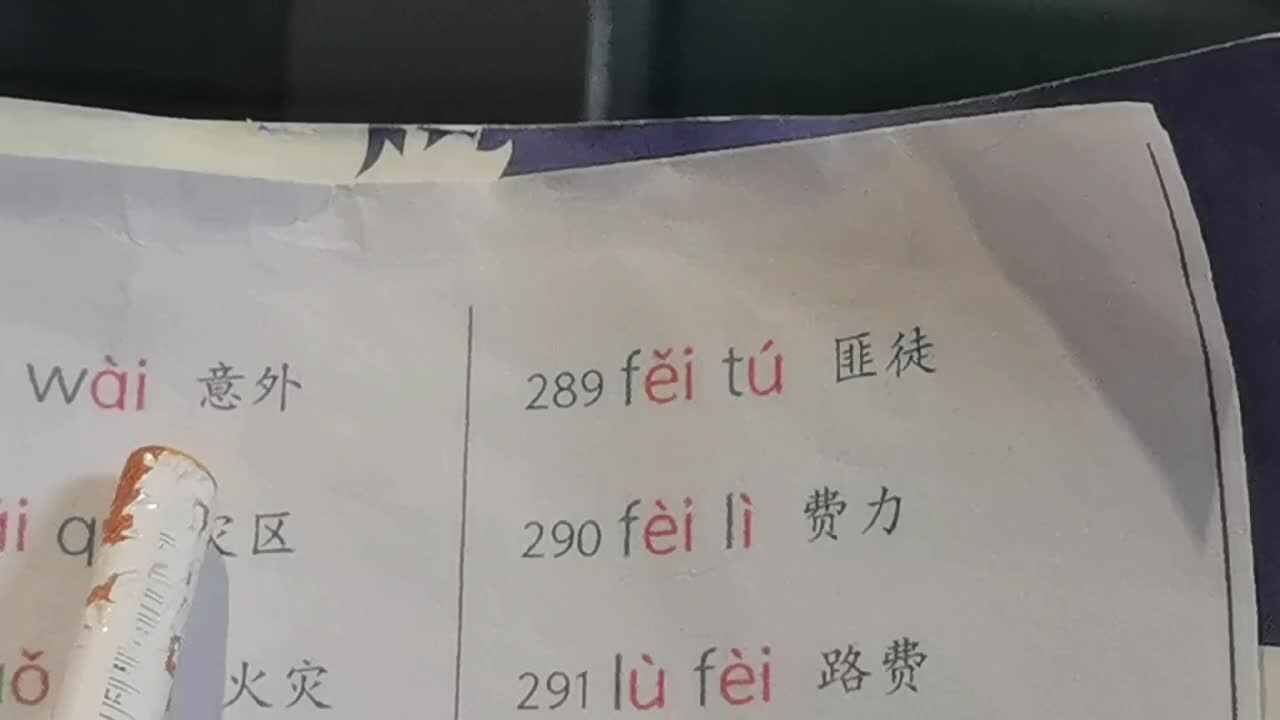 wài 意外
区
火灾
289 fěi tú 匪徒
290 fèi lì 费力
291 lù fèi 路费